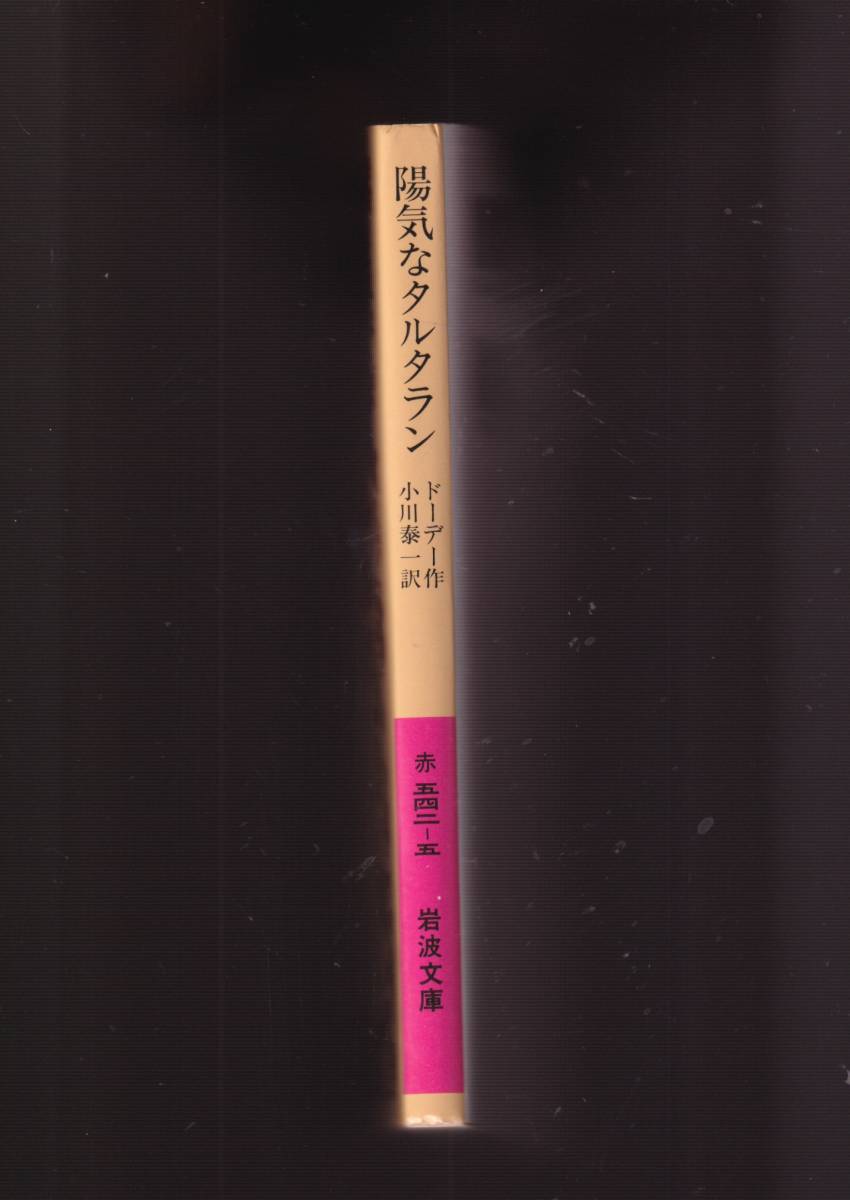 陽気なタルタラン
ドーデー作
小川泰一訳
赤 五四二-五
岩波文庫